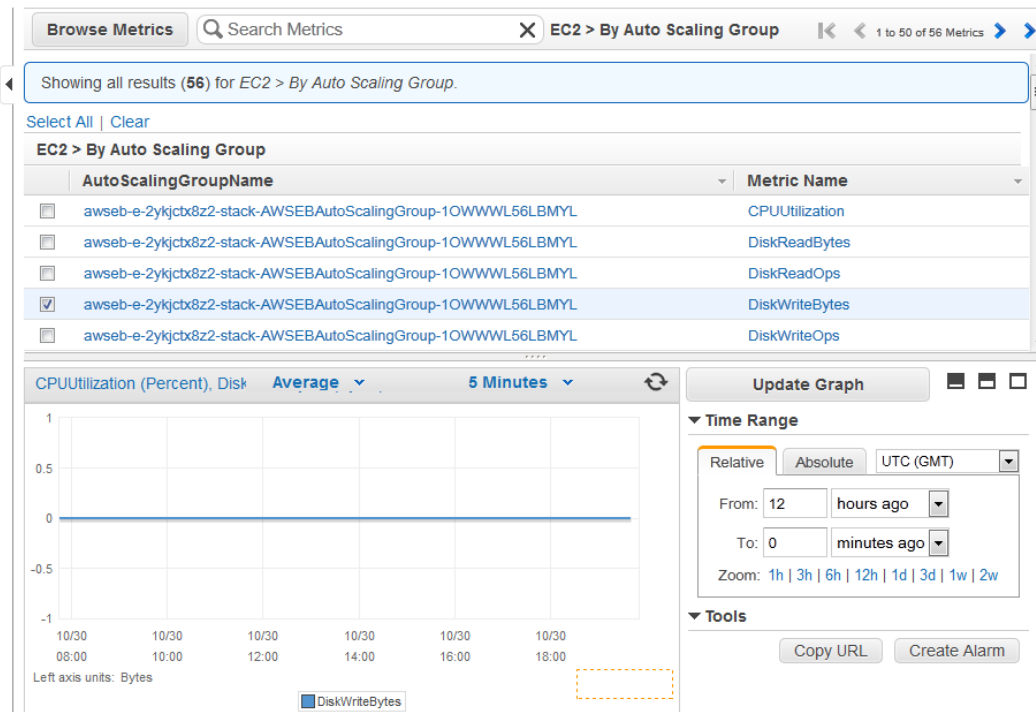 Browse Metrics Search Metrics EC2 > By Auto Scaling Group 1 to 50 of 56 Metrics
Showing all results (56) for EC2 > By Auto Scaling Group.
Select All | Clear
EC2 > By Auto Scaling Group
AutoScalingGroupName Metric Name
awseb-e-2ykjctx8z2-stack-AWSEBAutoScalingGroup-1OWWWL56LBMYL CPUUtilization
awseb-e-2ykjctx8z2-stack-AWSEBAutoScalingGroup-1OWWWL56LBMYL DiskReadBytes
awseb-e-2ykjctx8z2-stack-AWSEBAutoScalingGroup-1OWWWL56LBMYL DiskReadOps
awseb-e-2ykjctx8z2-stack-AWSEBAutoScalingGroup-1OWWWL56LBMYL DiskWriteBytes
awseb-e-2ykjctx8z2-stack-AWSEBAutoScalingGroup-1OWWWL56LBMYL DiskWriteOps
CPUUtilization (Percent), Disk Average 5 Minutes
1
0.5
0
-0.5
-1
10/30 10/30 10/30 10/30 10/30 10/30
08:00 10:00 12:00 14:00 16:00 18:00
Left axis units: Bytes
DiskWriteBytes
Update Graph
Time Range
Relative Absolute UTC (GMT)
From: 12 hours ago
To: 0 minutes ago
Zoom: 1h | 3h | 6h | 12h | 1d | 3d | 1w | 2w
Tools
Copy URL Create Alarm